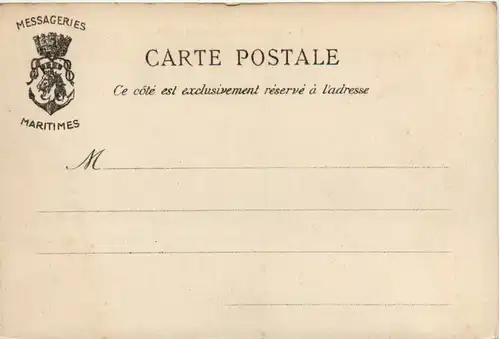 MESSAGERIES
MARITIMES
CARTE POSTALE
Ce côté est exclusivement réservé à l'adresse
M